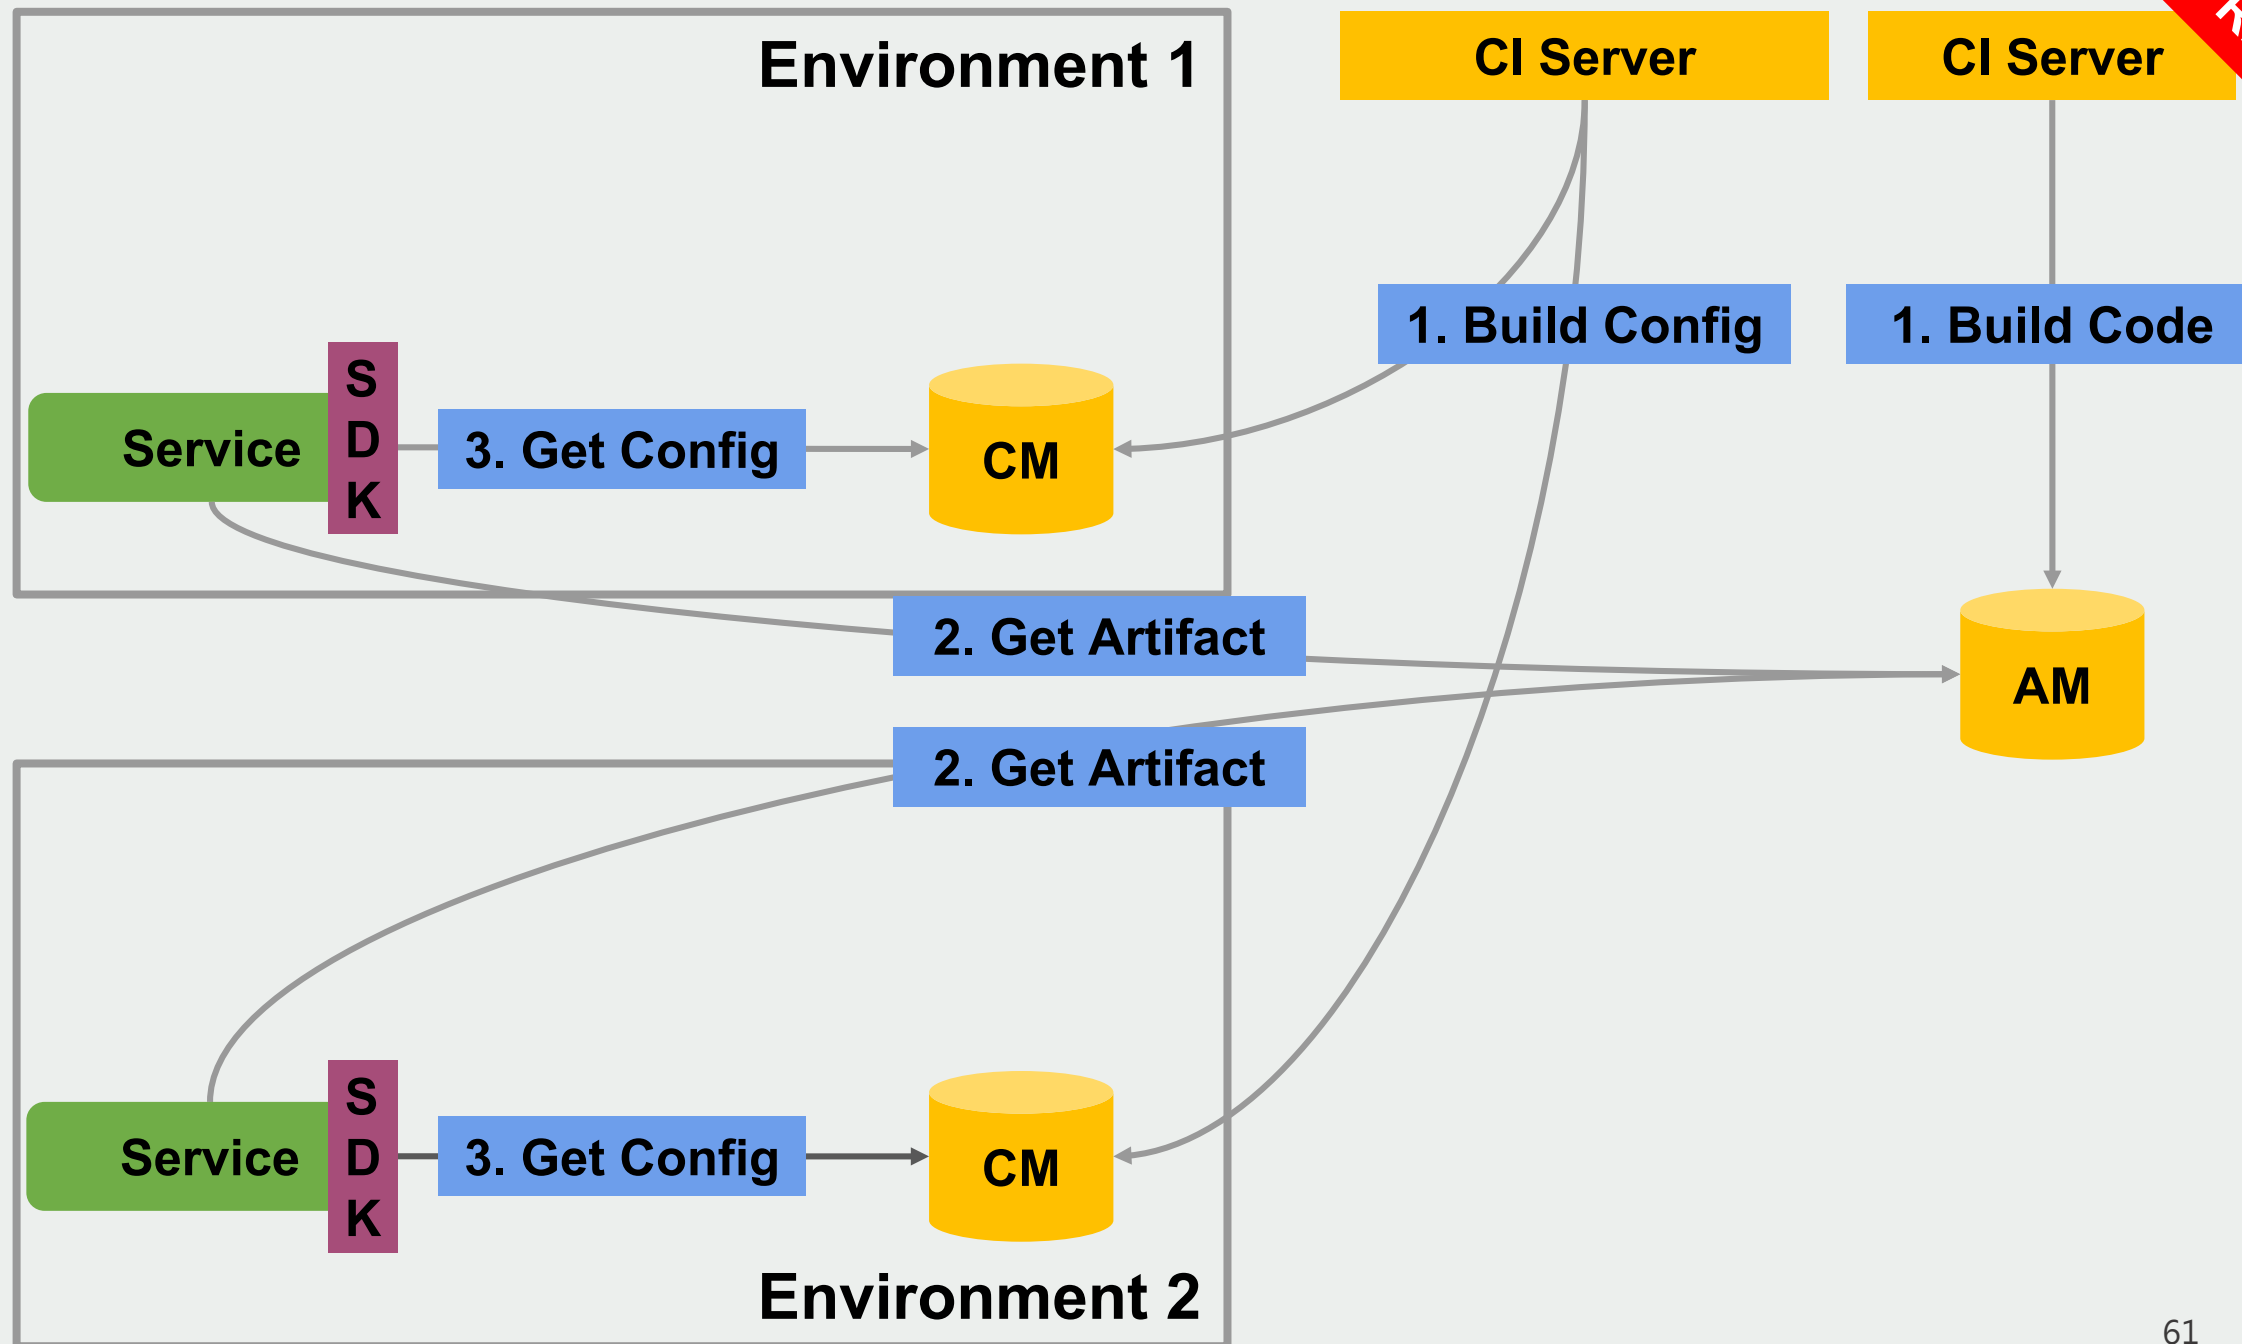 Environment 1
CI Server
CI Server
1. Build Config
1. Build Code
S
D
K
Service
3. Get Config
CM
2. Get Artifact
AM
2. Get Artifact
S
D
K
Service
3. Get Config
CM
Environment 2
61